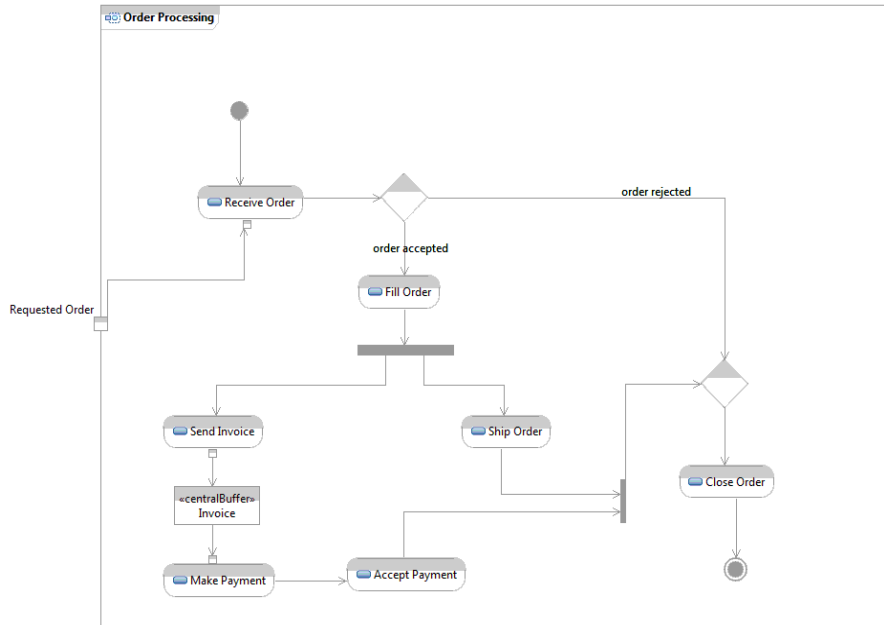 Order Processing
Receive Order
order rejected
order accepted
Fill Order
Requested Order
Send Invoice
Ship Order
Close Order
«centralBuffer»
Invoice
Make Payment
Accept Payment